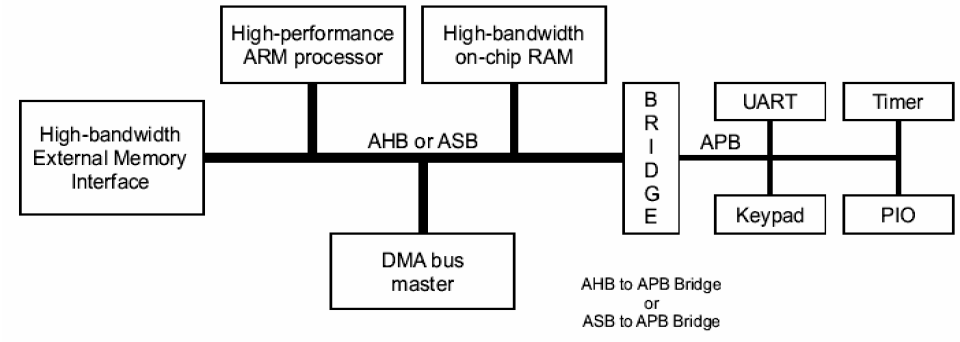 High-performance
ARM processor
High-bandwidth
on-chip RAM
High-bandwidth
External Memory
Interface
AHB or ASB
B
R
I
D
G
E
APB
UART
Timer
Keypad
PIO
DMA bus
master
AHB to APB Bridge
or
ASB to APB Bridge